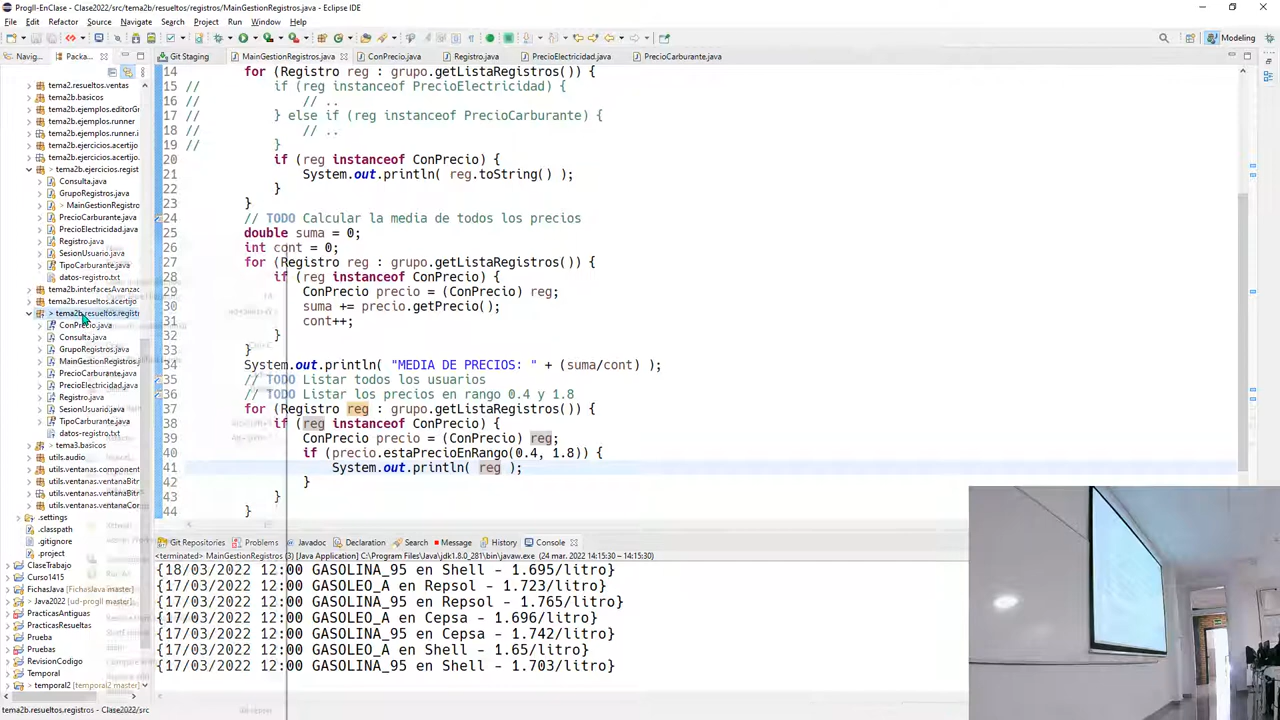 ProgII-EnClase - Clase2022/src/tema2b/resueltos/registros/MainGestionRegistros.java - Eclipse IDE
File Edit Refactor Source Navigate Search Project Run Window Help
Modeling
Navig...
Packa...
Git Staging
MainGestionRegistros.java
ConPrecio.java
Registro.java
PrecioElectricidad.java
PrecioCarburante.java
tema2.resueltos.ventas
tema2b.basicos
tema2b.ejemplos.editorGr
tema2b.ejemplos.runner
tema2b.ejemplos.runner.i
tema2b.ejercicios.acertijo
tema2b.ejercicios.acertijo.
> tema2b.ejercicios.regist
Consulta.java
GrupoRegistros.java
> MainGestionRegistro
PrecioCarburante.java
PrecioElectricidad.java
Registro.java
SesionUsuario.java
TipoCarburante.java
datos-registro.txt
tema2b.interfacesAvanzac
tema2b.resueltos.acertijo
> tema2b.resueltos.registr
ConPrecio.java
Consulta.java
GrupoRegistros.java
MainGestionRegistros.j
PrecioCarburante.java
PrecioElectricidad.java
Registro.java
SesionUsuario.java
TipoCarburante.java
datos-registro.txt
> tema3.basicos
utils.audio
utils.ventanas.component
utils.ventanas.ventanaBitr
utils.ventanas.ventanaBitr
utils.ventanas.ventanaCor
.settings
.classpath
.gitignore
.project
ClaseTrabajo
Curso1415
FichasJava [FichasJava master]
> Java2022 [ud-progII master]
PracticasAntiguas
PracticasResueltas
Prueba
Pruebas
RevisionCodigo
Temporal
> temporal2 [temporal2 master]
14 for (Registro reg : grupo.getListaRegistros()) {
15 // if (reg instanceof PrecioElectricidad) {
16 // // ..
17 // } else if (reg instanceof PrecioCarburante) {
18 // // ..
19 // }
20 if (reg instanceof ConPrecio) {
21 System.out.println( reg.toString() );
22 }
23 }
24 // TODO Calcular la media de todos los precios
25 double suma = 0;
26 int cont = 0;
27 for (Registro reg : grupo.getListaRegistros()) {
28 if (reg instanceof ConPrecio) {
29 ConPrecio precio = (ConPrecio) reg;
30 suma += precio.getPrecio();
31 cont++;
32 }
33 }
34 System.out.println( "MEDIA DE PRECIOS: " + (suma/cont) );
35 // TODO Listar todos los usuarios
36 // TODO Listar los precios en rango 0.4 y 1.8
37 for (Registro reg : grupo.getListaRegistros()) {
38 if (reg instanceof ConPrecio) {
39 ConPrecio precio = (ConPrecio) reg;
40 if (precio.estaPrecioEnRango(0.4, 1.8)) {
41 System.out.println( reg );
42 }
43 }
44 }
Git Repositories Problems Javadoc Declaration Search Message History Console
<terminated> MainGestionRegistros (3) [Java Application] C:\Program Files\Java\jdk1.8.0_281\bin\javaw.exe (24 mar. 2022 14:15:30 – 14:15:30)
{18/03/2022 12:00 GASOLINA_95 en Shell - 1.695/litro}
{17/03/2022 12:00 GASOLEO_A en Repsol - 1.723/litro}
{17/03/2022 12:00 GASOLINA_95 en Repsol - 1.765/litro}
{17/03/2022 12:00 GASOLEO_A en Cepsa - 1.696/litro}
{17/03/2022 12:00 GASOLINA_95 en Cepsa - 1.742/litro}
{17/03/2022 12:00 GASOLEO_A en Shell - 1.65/litro}
{17/03/2022 12:00 GASOLINA_95 en Shell - 1.703/litro}
tema2b.resueltos.registros - Clase2022/src